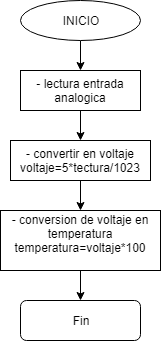 INICIO
- lectura entrada
analogica
- convertir en voltaje
voltaje=5*tectura/1023
- conversion de voltaje en
temperatura
temperatura=voltaje*100
Fin